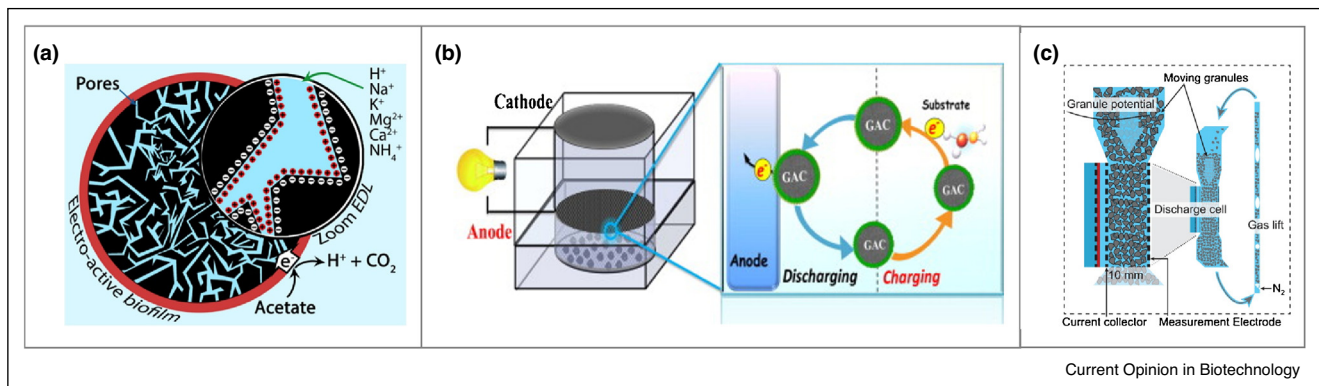 (a)
Pores
H⁺
Na⁺
K⁺
Mg²⁺
Ca²⁺
NH₄⁺
Zoom EDL
Electro-active biofilm
e⁻
H⁺ + CO₂
Acetate
(b)
Cathode
Anode
Substrate
e⁻
GAC
GAC
e⁻
GAC
GAC
Anode
Discharging
Charging
(c)
Moving granules
Granule potential
Discharge cell
Gas lift
10 mm
N₂
Current collector
Measurement Electrode
Current Opinion in Biotechnology